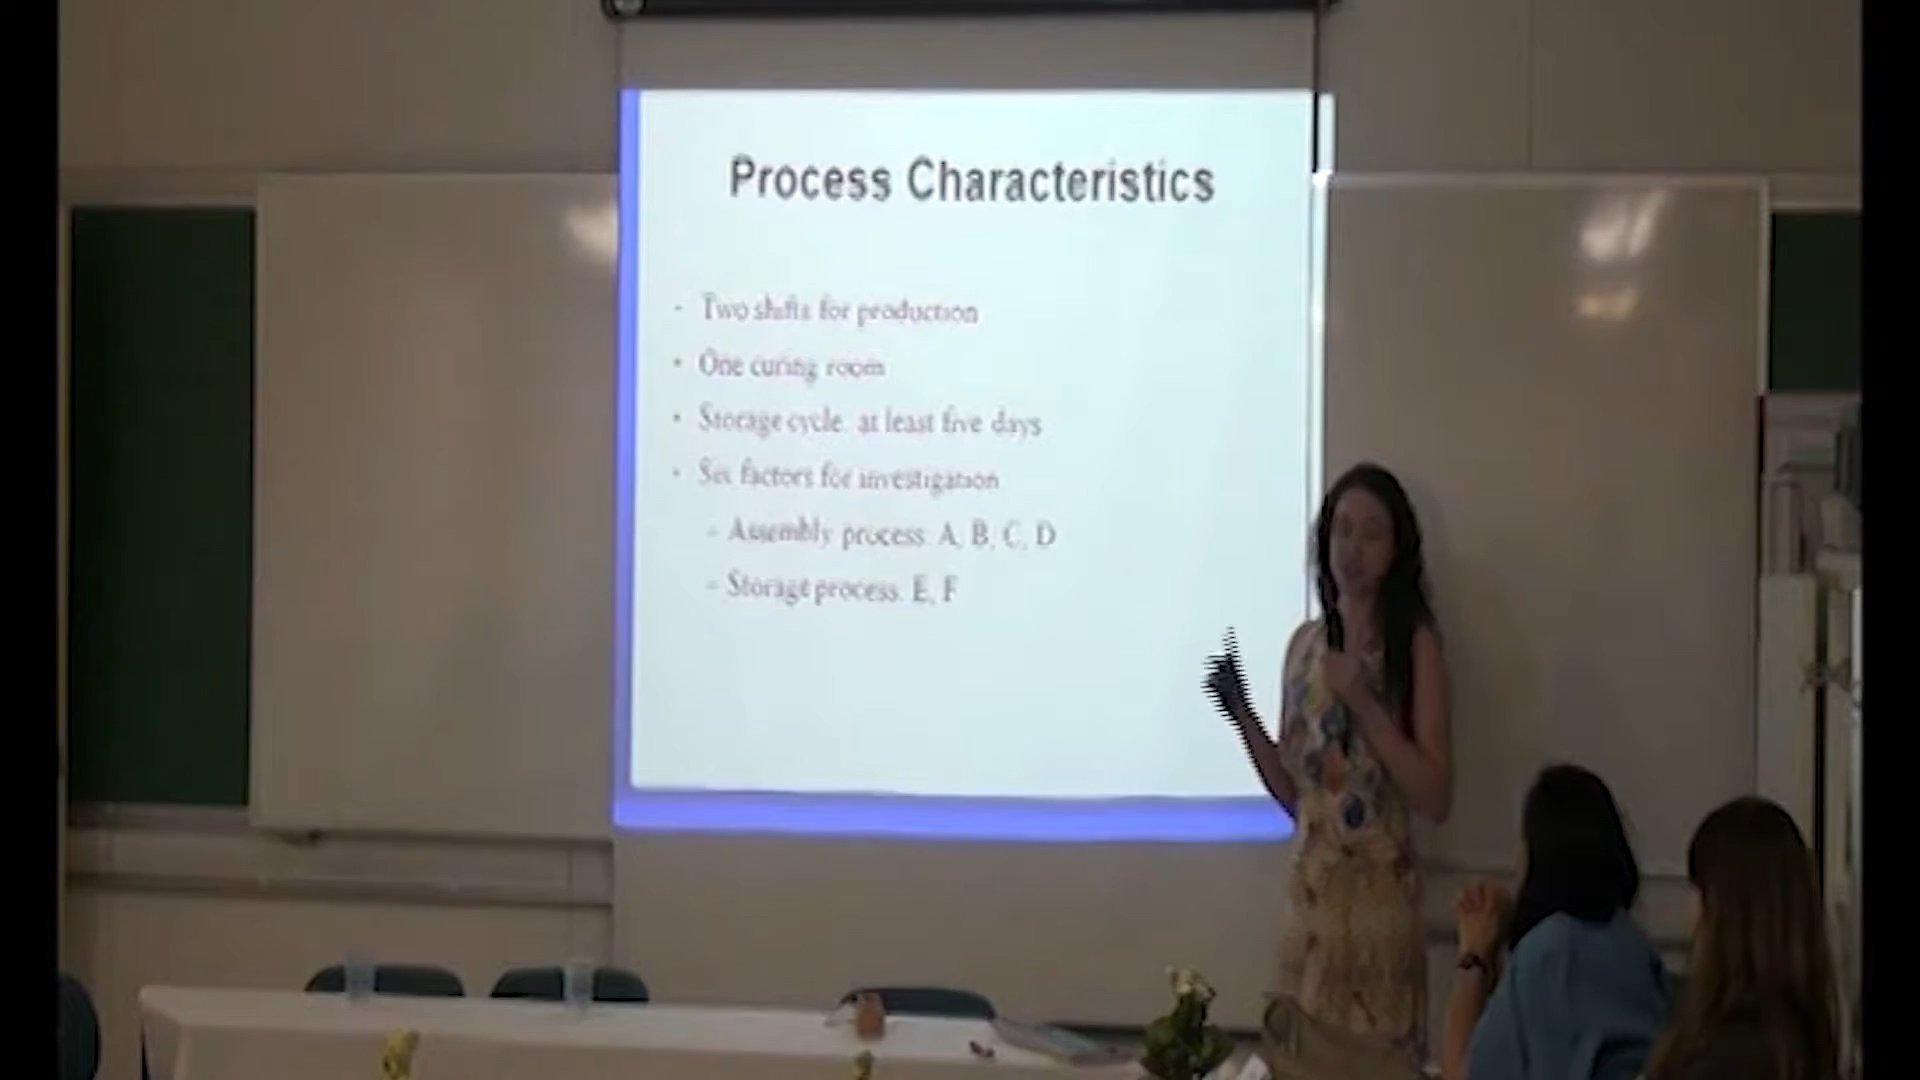 Process Characteristics
• Two shifts for production
• One curing room
• Storage cycle: at least five days
• Six factors for investigation
– Assembly process: A, B, C, D
– Storage process: E, F